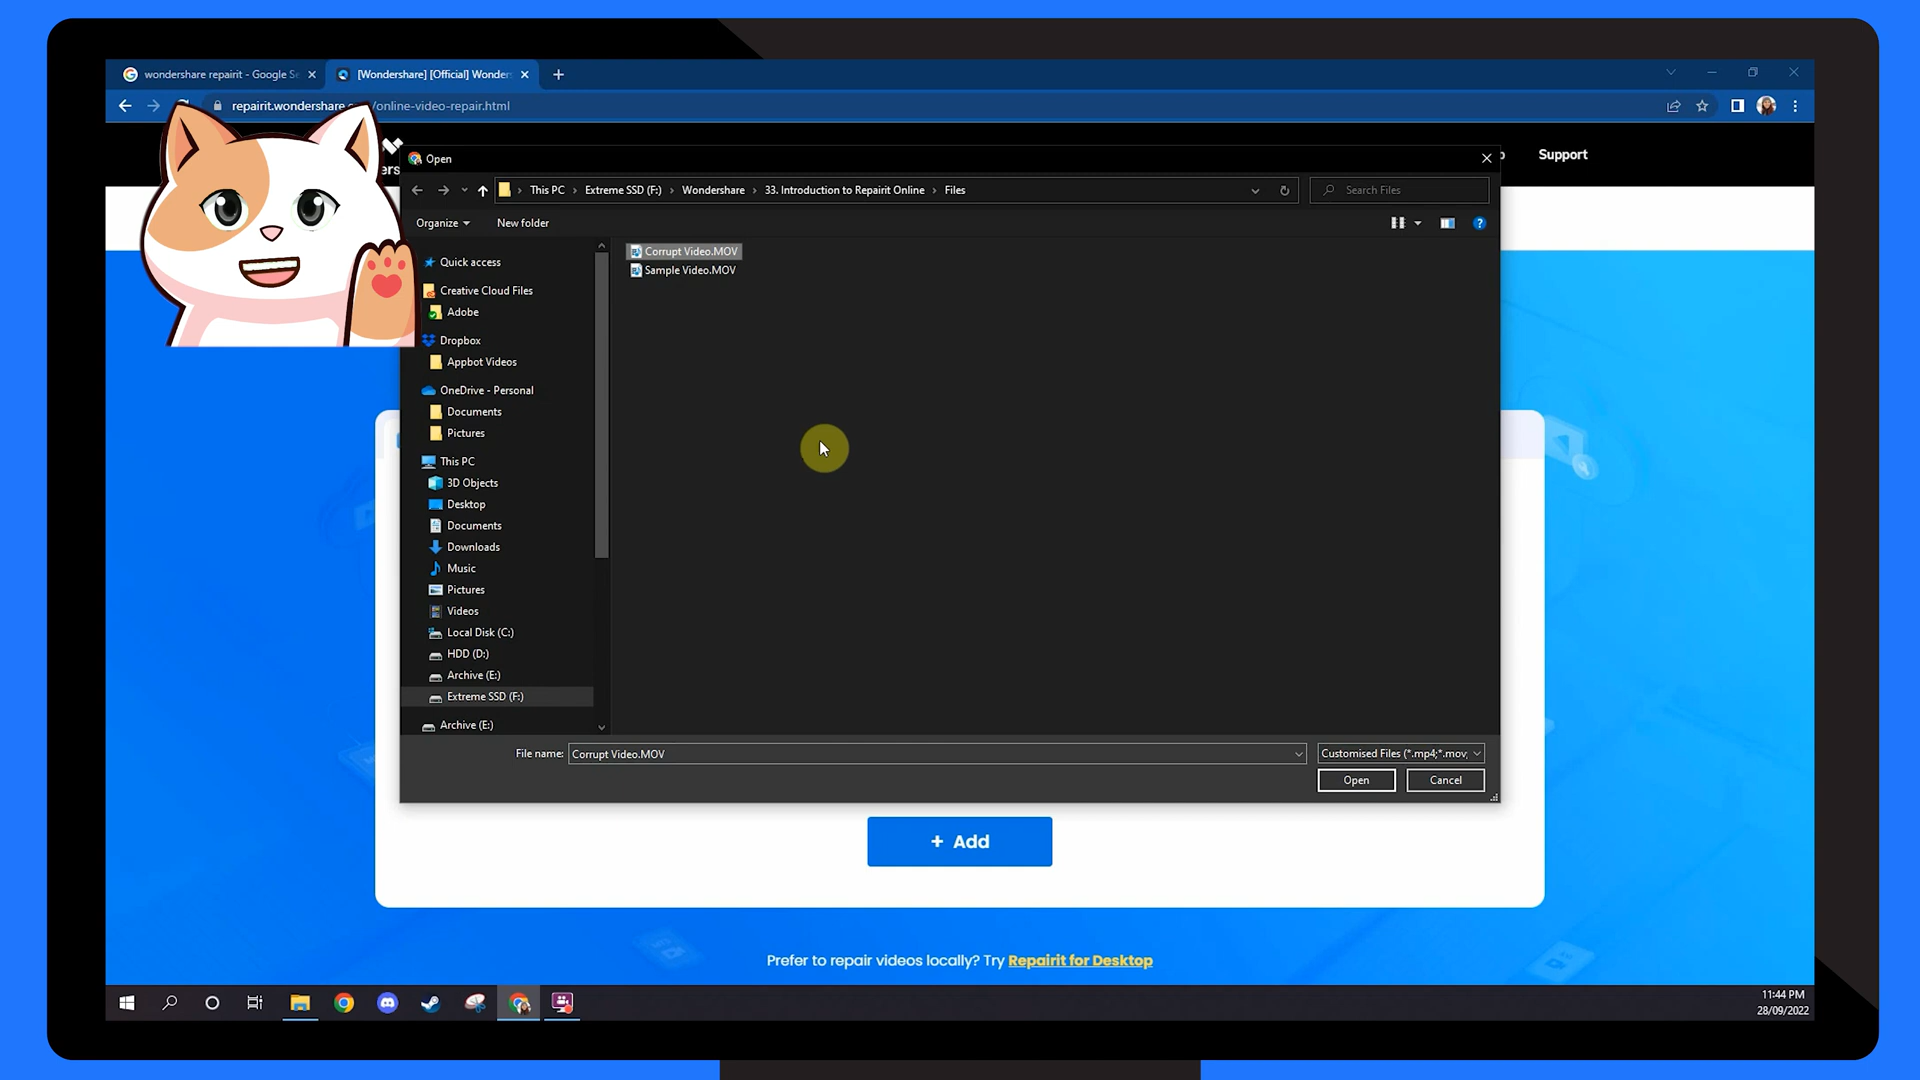 wondershare repairit - Google Se
[Wondershare] [Official] Wonder
repairit.wondershare.c /online-video-repair.html
Support
Open
This PC > Extreme SSD (F:) > Wondershare > 33. Introduction to Repairit Online > Files
Search Files
Organize
New folder
Corrupt Video.MOV
Sample Video.MOV
Quick access
Creative Cloud Files
Adobe
Dropbox
Appbot Videos
OneDrive - Personal
Documents
Pictures
This PC
3D Objects
Desktop
Documents
Downloads
Music
Pictures
Videos
Local Disk (C:)
HDD (D:)
Archive (E:)
Extreme SSD (F:)
Archive (E:)
File name: Corrupt Video.MOV
Customised Files (*.mp4;*.mov;
Open
Cancel
+ Add
Prefer to repair videos locally? Try Repairit for Desktop
11:44 PM
28/09/2022